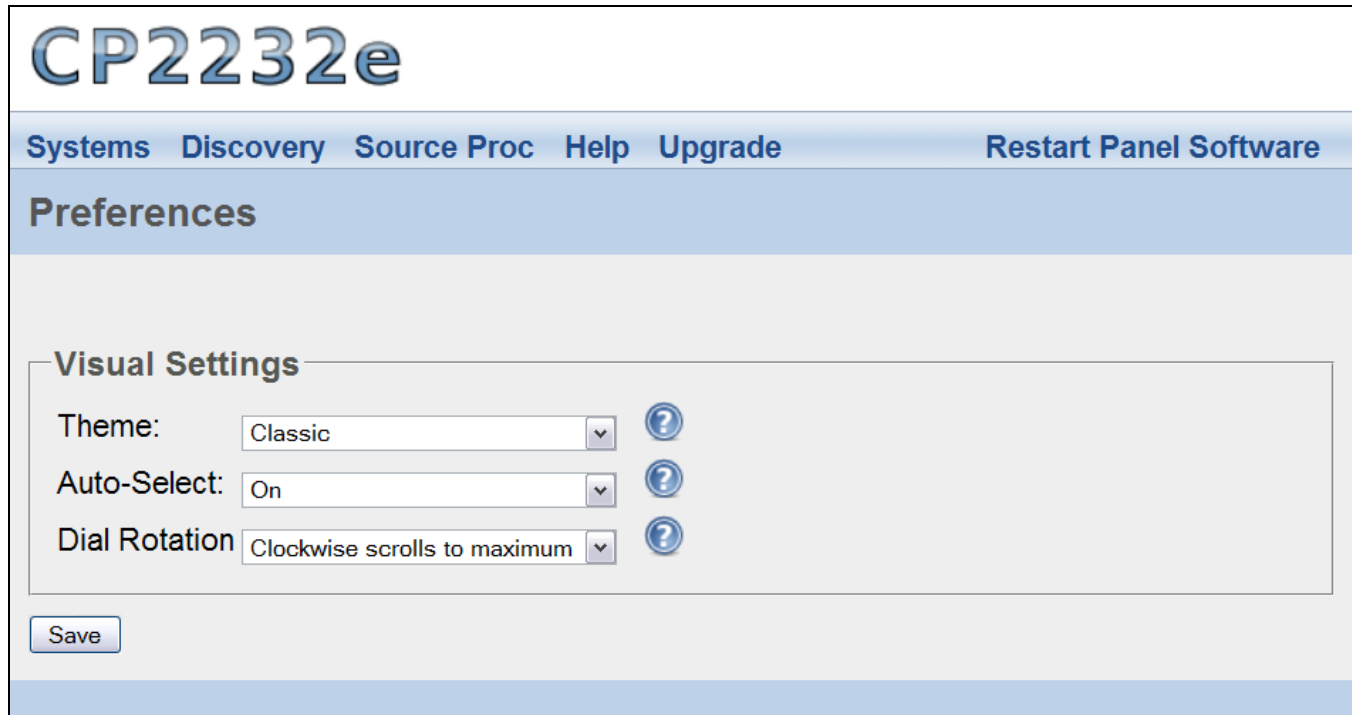 CP2232e
Systems Discovery Source Proc Help Upgrade Restart Panel Software
Preferences
Visual Settings
Theme: Classic ?
Auto-Select: On ?
Dial Rotation Clockwise scrolls to maximum ?
Save